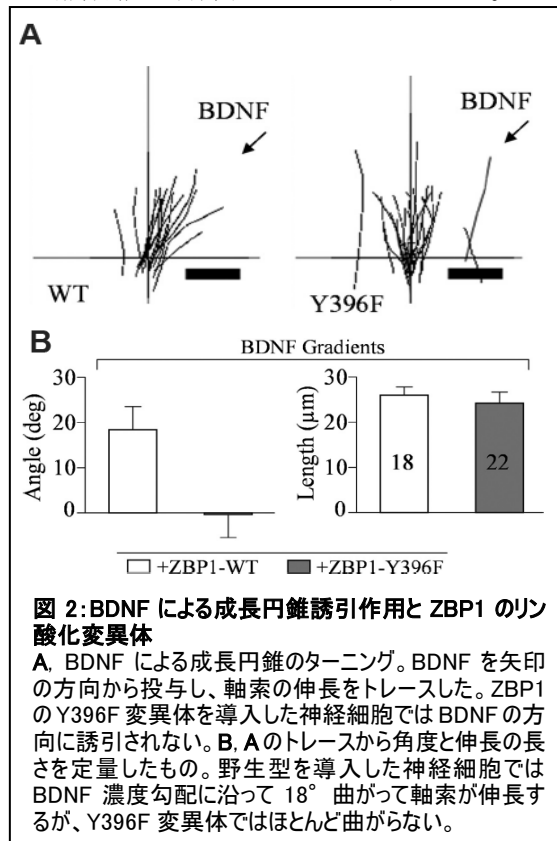 A
BDNF
BDNF
WT
Y396F
B
BDNF Gradients
Angle (deg)
30
20
10
0
Length (μm)
30
20
10
0
18
22
+ZBP1-WT
+ZBP1-Y396F
図 2:BDNF による成長円錐誘引作用と ZBP1 のリン
酸化変異体
A, BDNF による成長円錐のターニング。BDNF を矢印
の方向から投与し、軸索の伸長をトレースした。ZBP1
の Y396F 変異体を導入した神経細胞では BDNF の方
向に誘引されない。B, A のトレースから角度と伸長の長
さを定量したもの。野生型を導入した神経細胞では
BDNF 濃度勾配に沿って 18° 曲がって軸索が伸長す
るが、Y396F 変異体ではほとんど曲がらない。